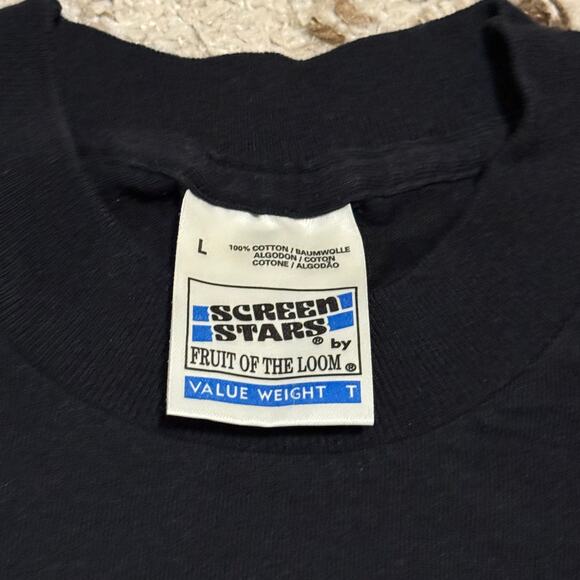 L
100% COTTON / BAUMWOLLE
ALGODON / COTON
COTONE / ALGODÃO
SCREEN
STARS® by
FRUIT OF THE LOOM®
VALUE WEIGHT T